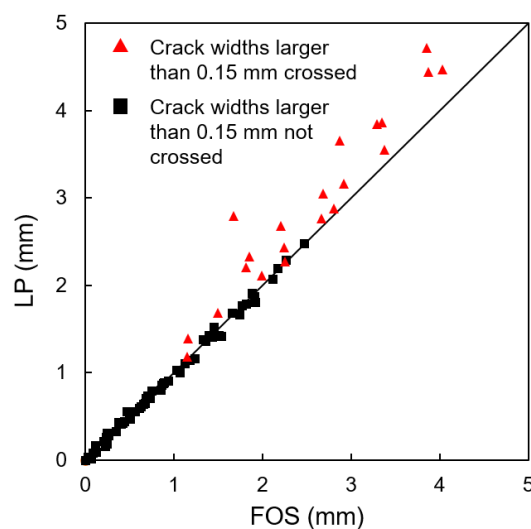 5
Crack widths larger
than 0.15 mm crossed
4
Crack widths larger
than 0.15 mm not
crossed
3
LP (mm)
2
1
0
0 1 2 3 4 5
FOS (mm)